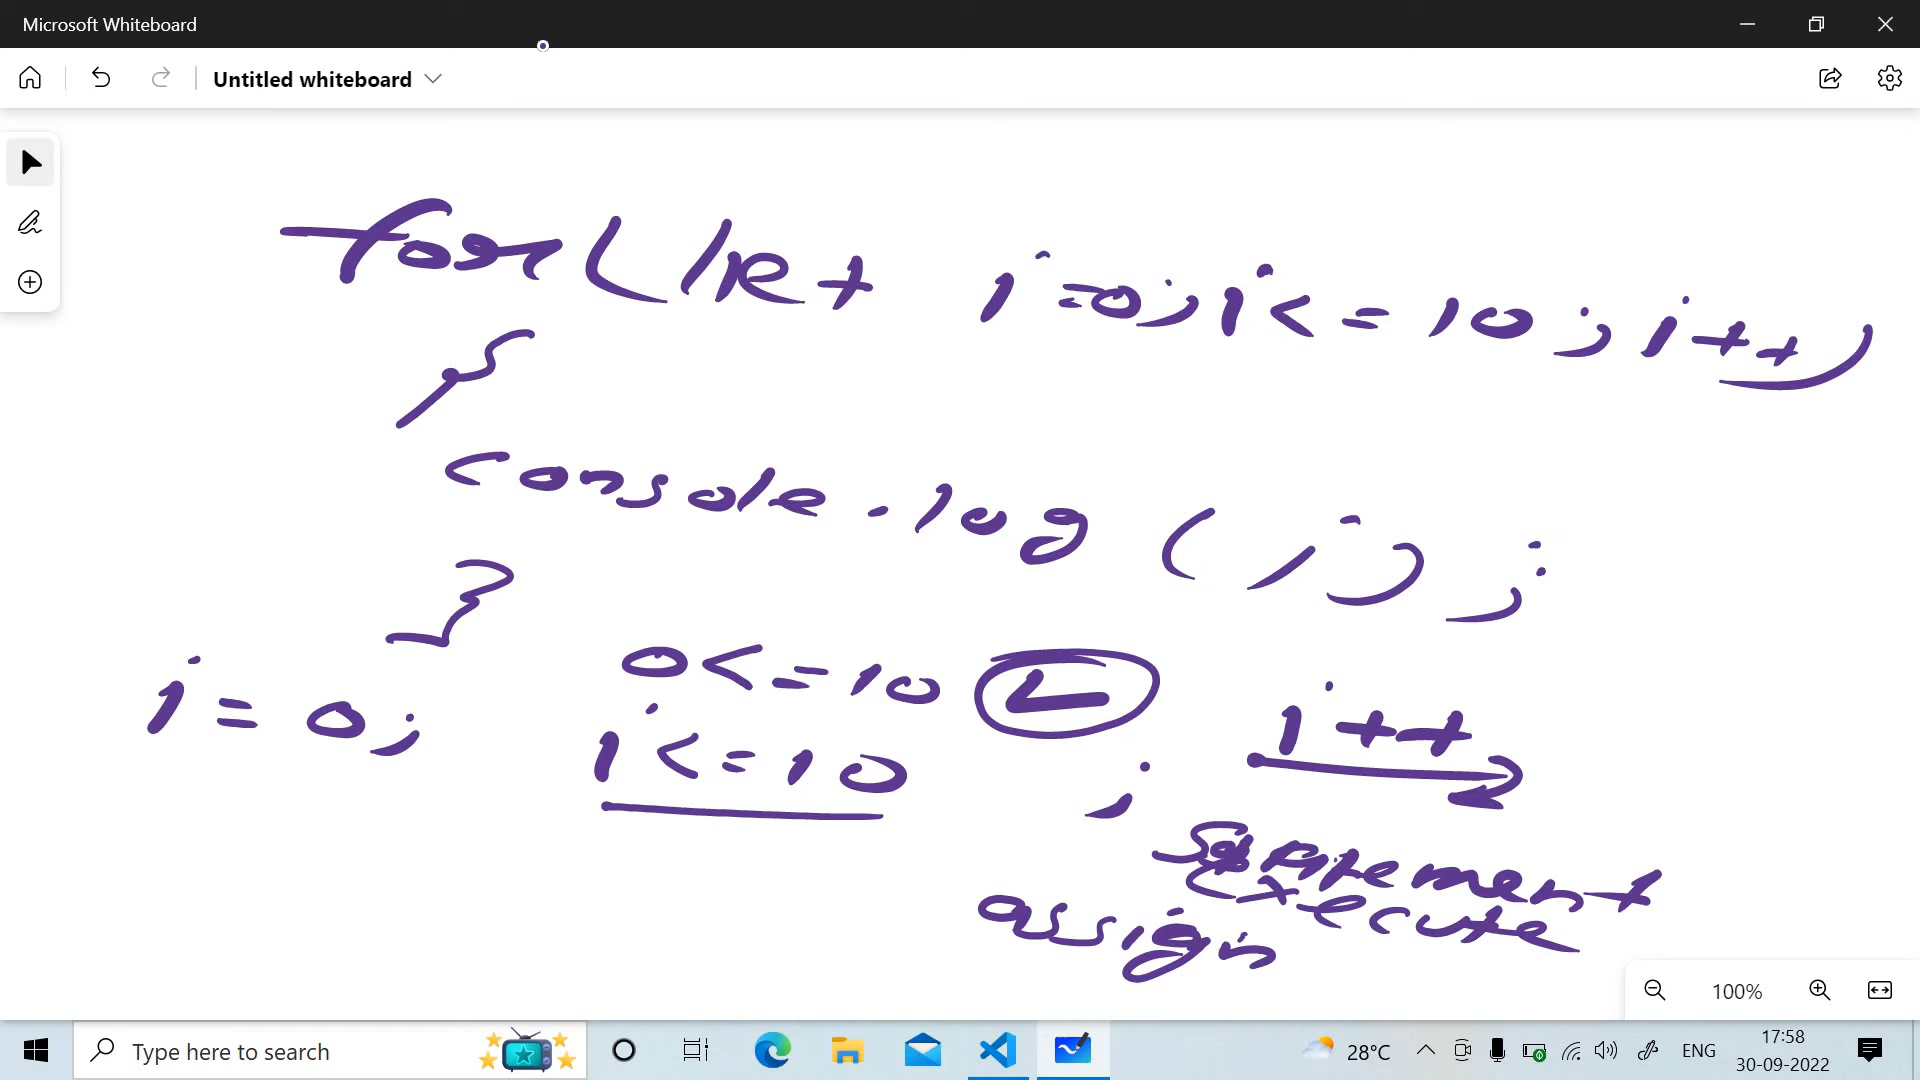 Microsoft Whiteboard
Untitled whiteboard
for( let i=0; i<=10; i++)
{
console.log (i);
}
0<=10
i++
i = 0;
i<=10
;
statement
execute
assign
100%
Type here to search
28°C
ENG
17:58
30-09-2022